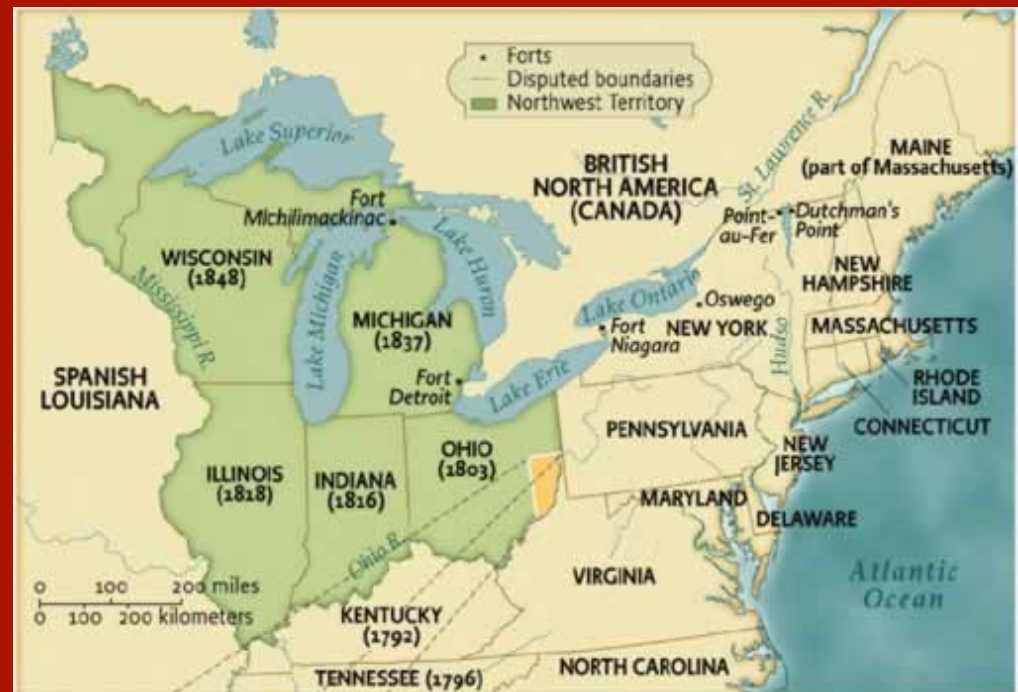 Forts
Disputed boundaries
Northwest Territory
Lake Superior
BRITISH
NORTH AMERICA
(CANADA)
St. Lawrence R.
MAINE
(part of Massachusetts)
Fort
Michilimackinac
Point-
au-Fer
Dutchman's
Point
WISCONSIN
(1848)
Lake Huron
NEW
HAMPSHIRE
Mississippi R.
Lake Michigan
MICHIGAN
(1837)
Lake Ontario
Oswego
Fort
Niagara
NEW YORK
Hudso
MASSACHUSETTS
SPANISH
LOUISIANA
Fort
Detroit
Lake Erie
RHODE
ISLAND
CONNECTICUT
PENNSYLVANIA
NEW
JERSEY
ILLINOIS
(1818)
INDIANA
(1816)
OHIO
(1803)
MARYLAND
DELAWARE
Ohio R.
0 100 200 miles
0 100 200 kilometers
VIRGINIA
Atlantic
Ocean
KENTUCKY
(1792)
TENNESSEE (1796)
NORTH CAROLINA